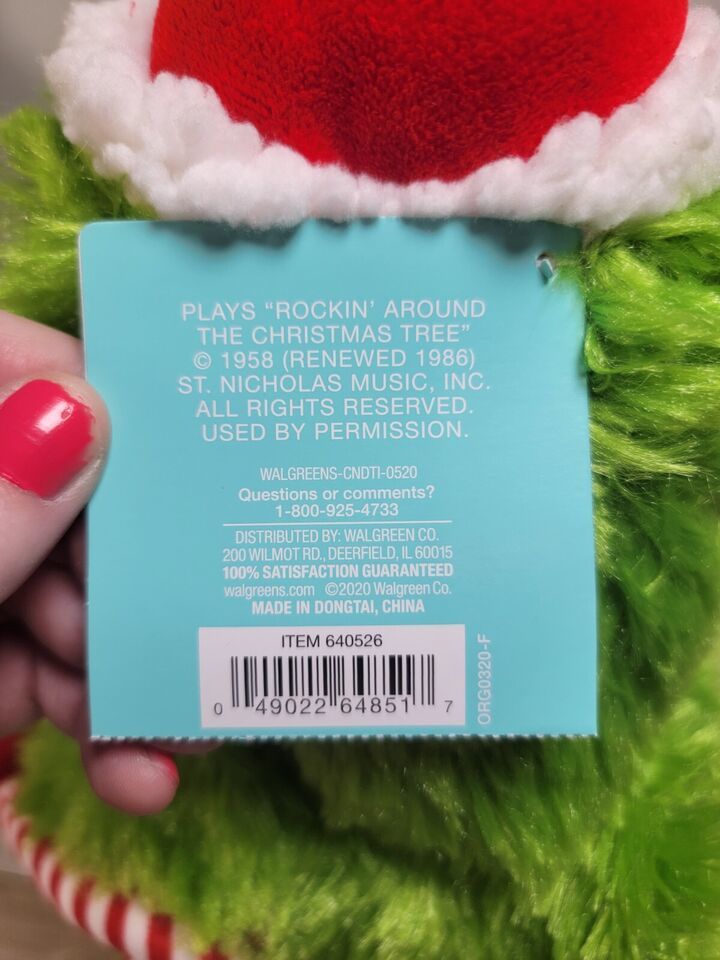 PLAYS "ROCKIN' AROUND
THE CHRISTMAS TREE"
© 1958 (RENEWED 1986)
ST. NICHOLAS MUSIC, INC.
ALL RIGHTS RESERVED.
USED BY PERMISSION.
WALGREENS-CNDTI-0520
Questions or comments?
1-800-925-4733
DISTRIBUTED BY: WALGREEN CO.
200 WILMOT RD., DEERFIELD, IL 60015
100% SATISFACTION GUARANTEED
walgreens.com ©2020 Walgreen Co.
MADE IN DONGTAI, CHINA
ITEM 640526
0 49022 64851 7
ORG0320-F